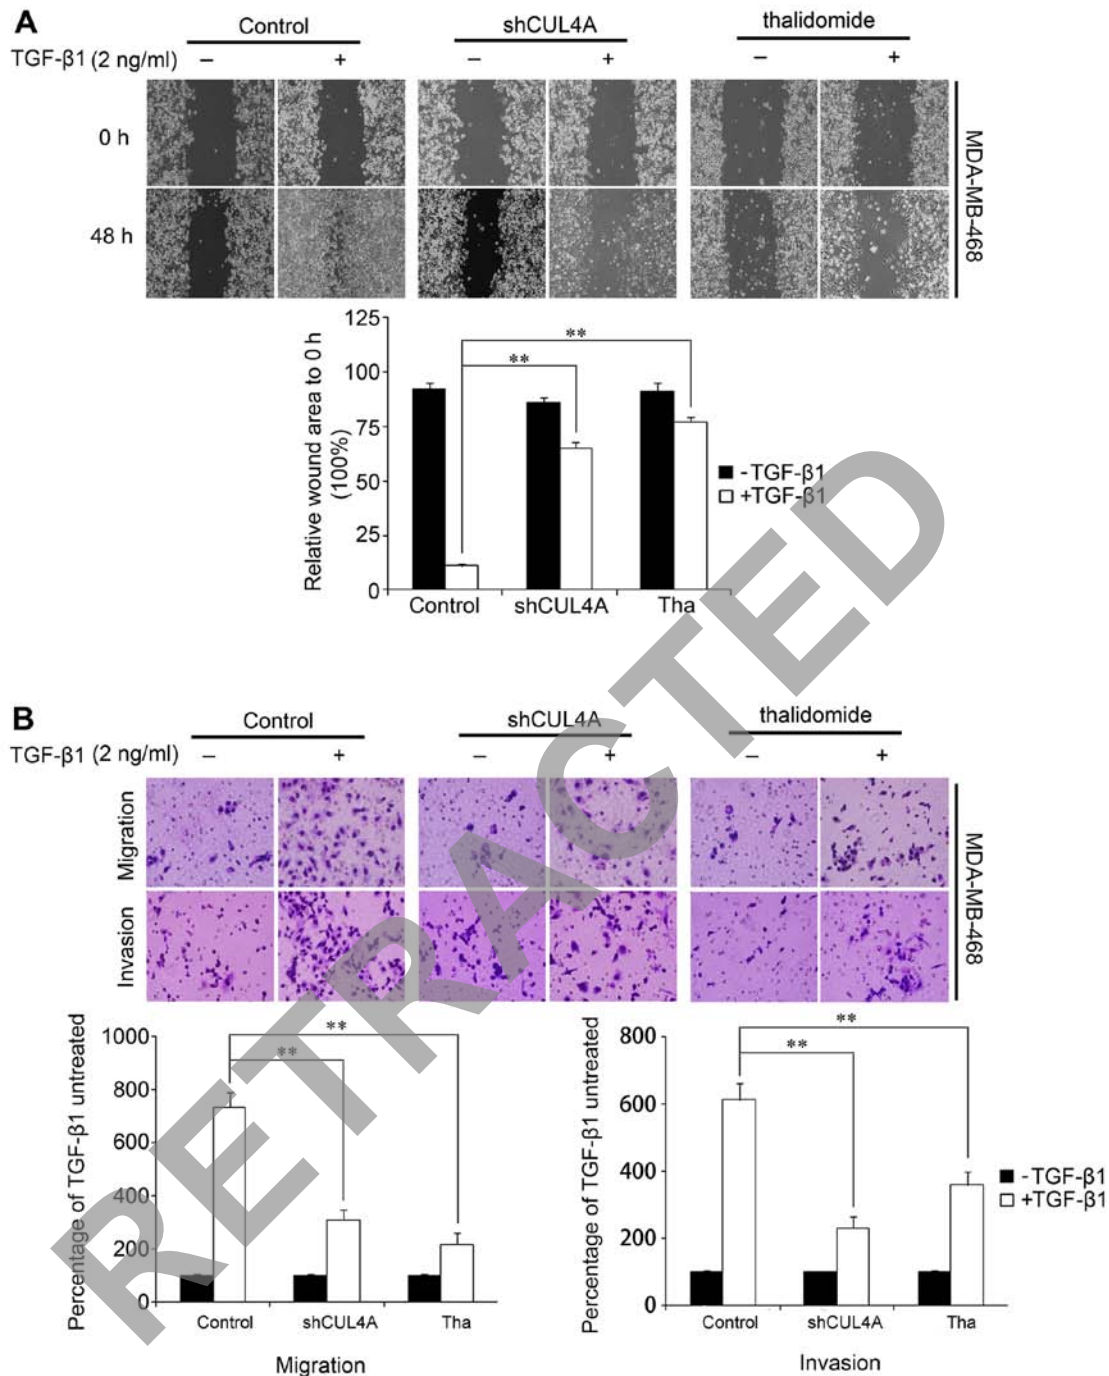 A
Control shCUL4A thalidomide
TGF-β1 (2 ng/ml) – + – + – +
0 h
48 h
MDA-MB-468
Relative wound area to 0 h
(100%)
125
100
75
50
25
0
** **
Control shCUL4A Tha
-TGF-β1
+TGF-β1
B
Control shCUL4A thalidomide
TGF-β1 (2 ng/ml) – + – + – +
Migration
Invasion
MDA-MB-468
Percentage of TGF-β1 untreated
1000
800
600
400
200
0
**
**
Control shCUL4A Tha
Migration
Percentage of TGF-β1 untreated
800
600
400
200
0
**
**
Control shCUL4A Tha
Invasion
-TGF-β1
+TGF-β1
RETRACTED